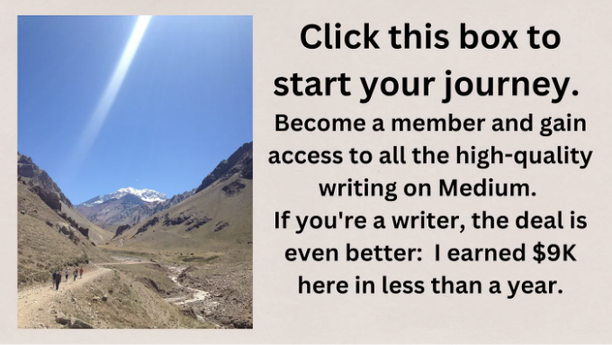 Click this box to
start your journey.
Become a member and gain
access to all the high-quality
writing on Medium.
If you're a writer, the deal is
even better:  I earned $9K
here in less than a year.